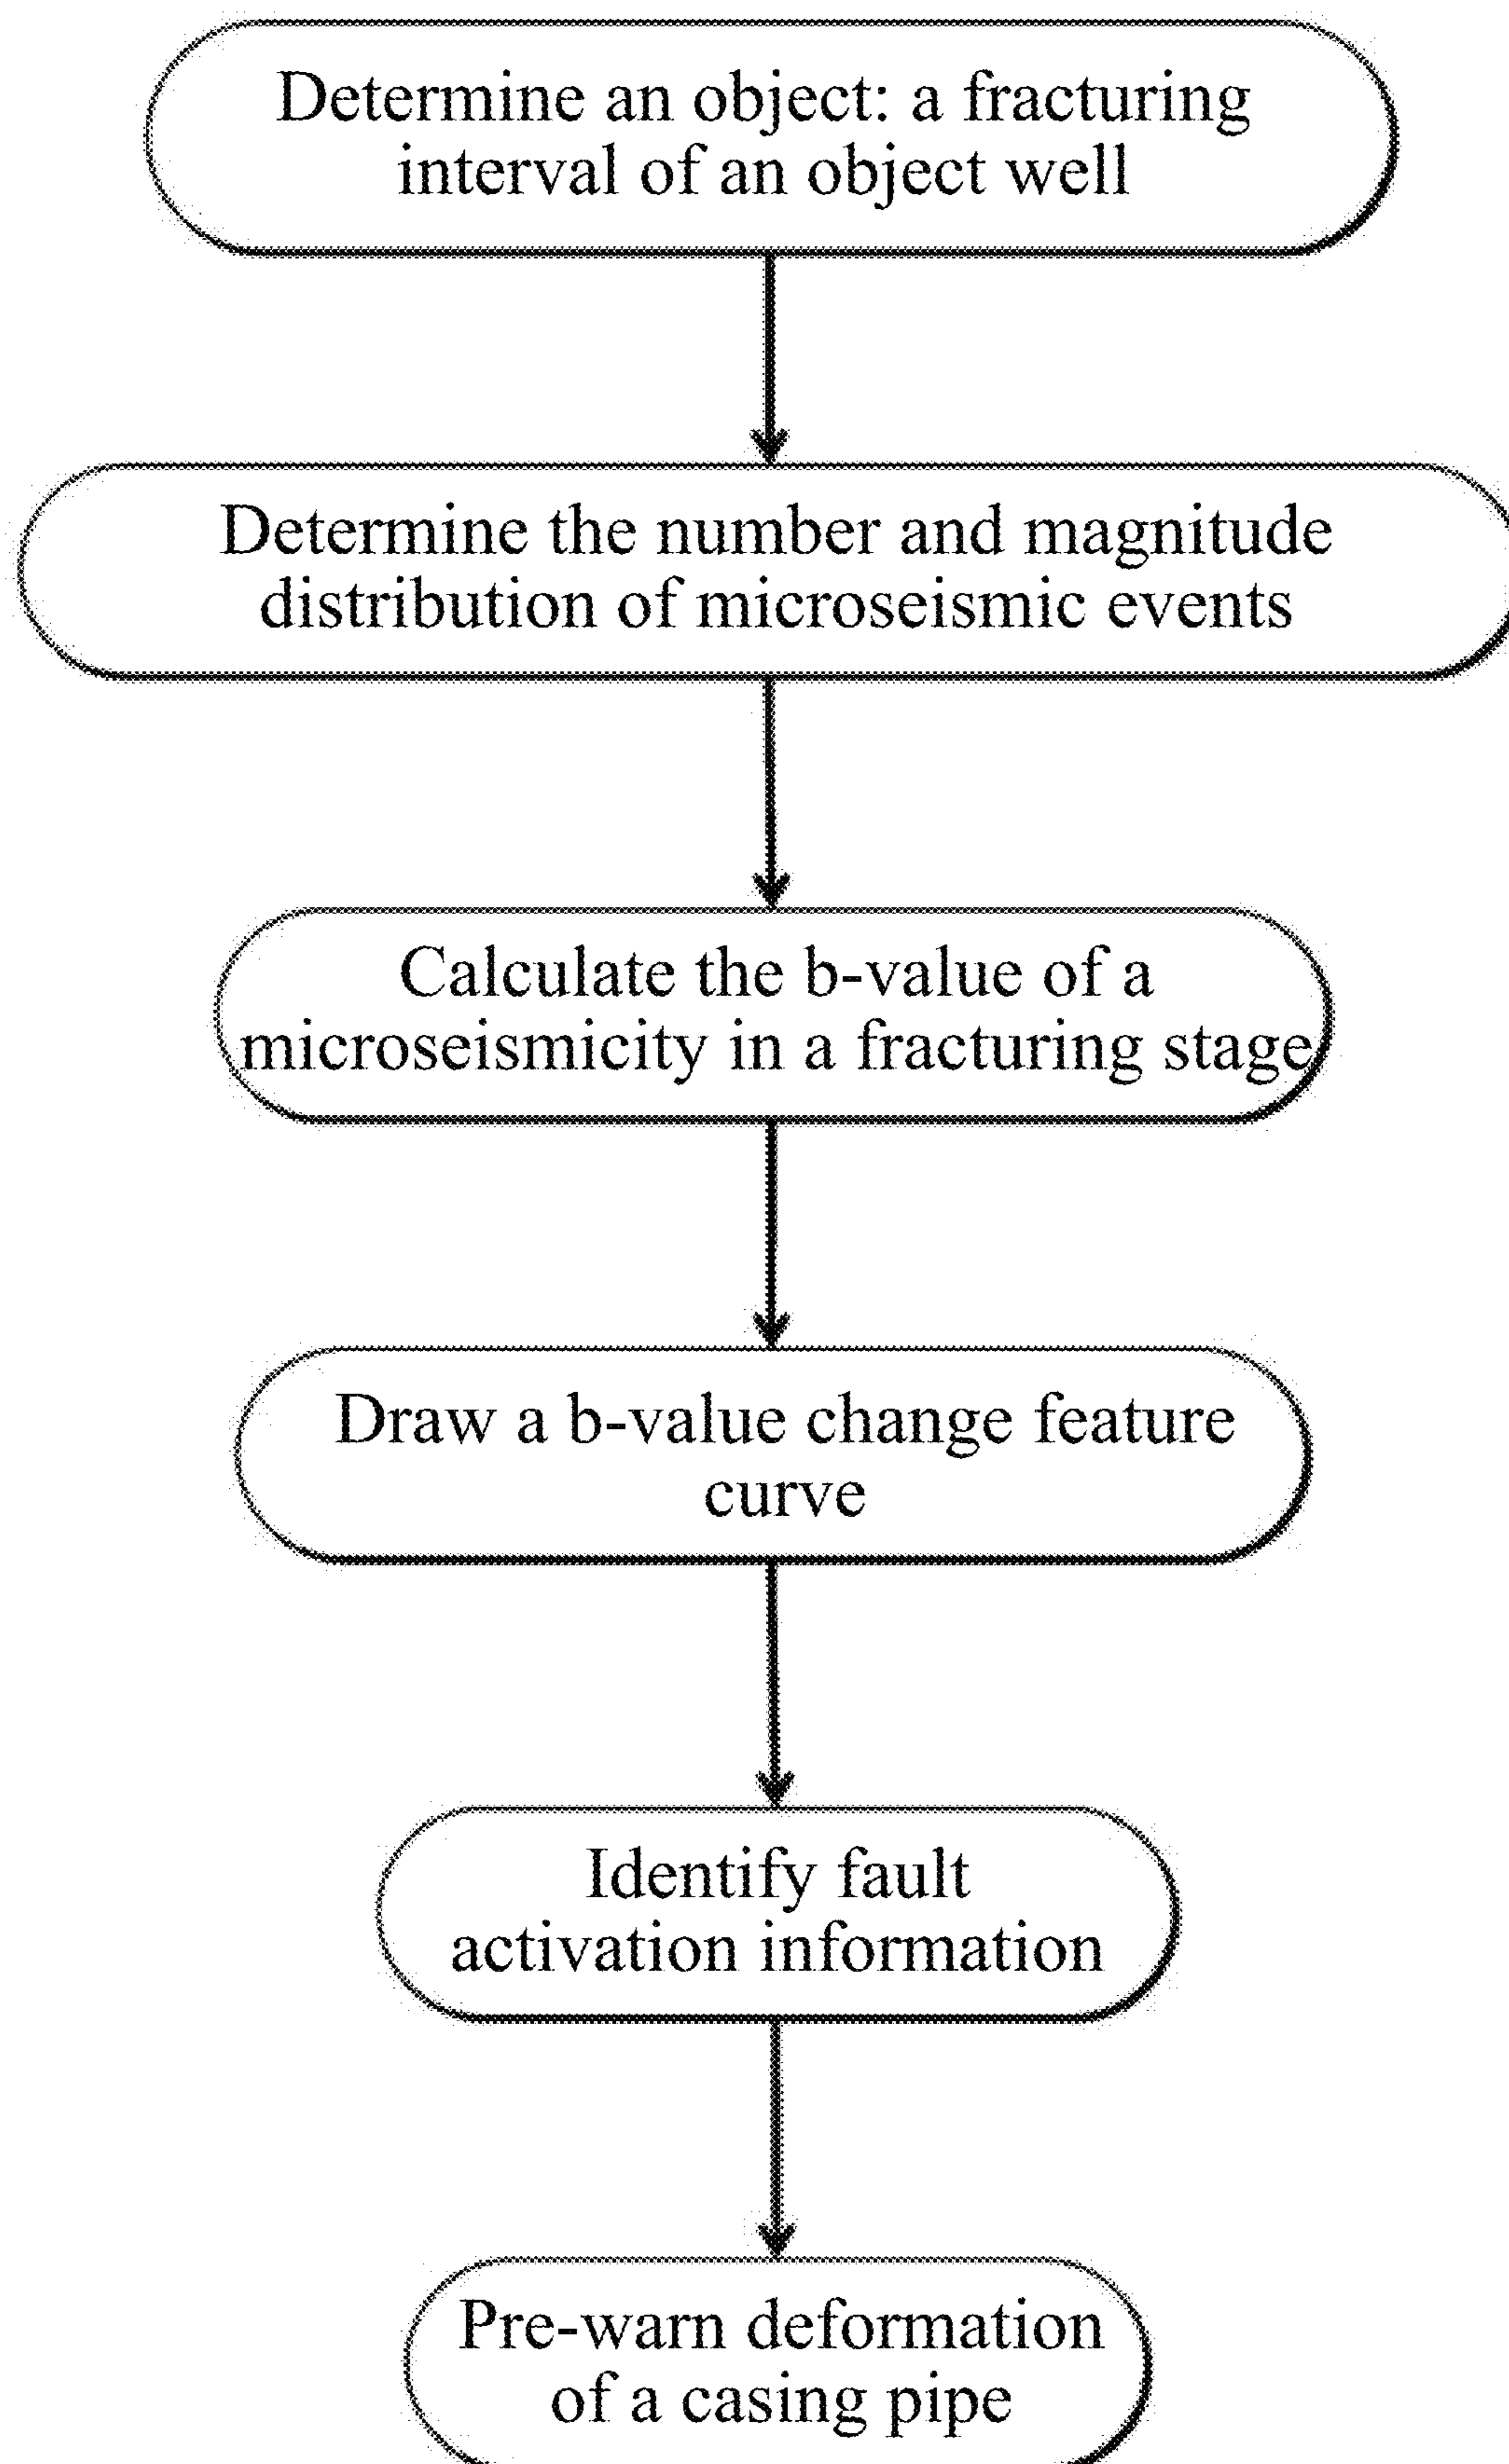 Determine an object: a fracturing
interval of an object well
Determine the number and magnitude
distribution of microseismic events
Calculate the b-value of a
microseismicity in a fracturing stage
Draw a b-value change feature
curve
Identify fault
activation information
Pre-warn deformation
of a casing pipe